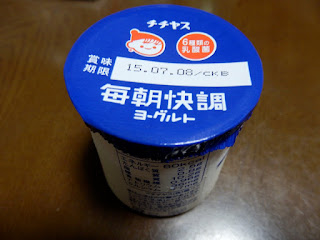 チチヤス
6種類の
乳酸菌
賞味
期限
15.07.08/CKB
毎朝快調
ヨーグルト